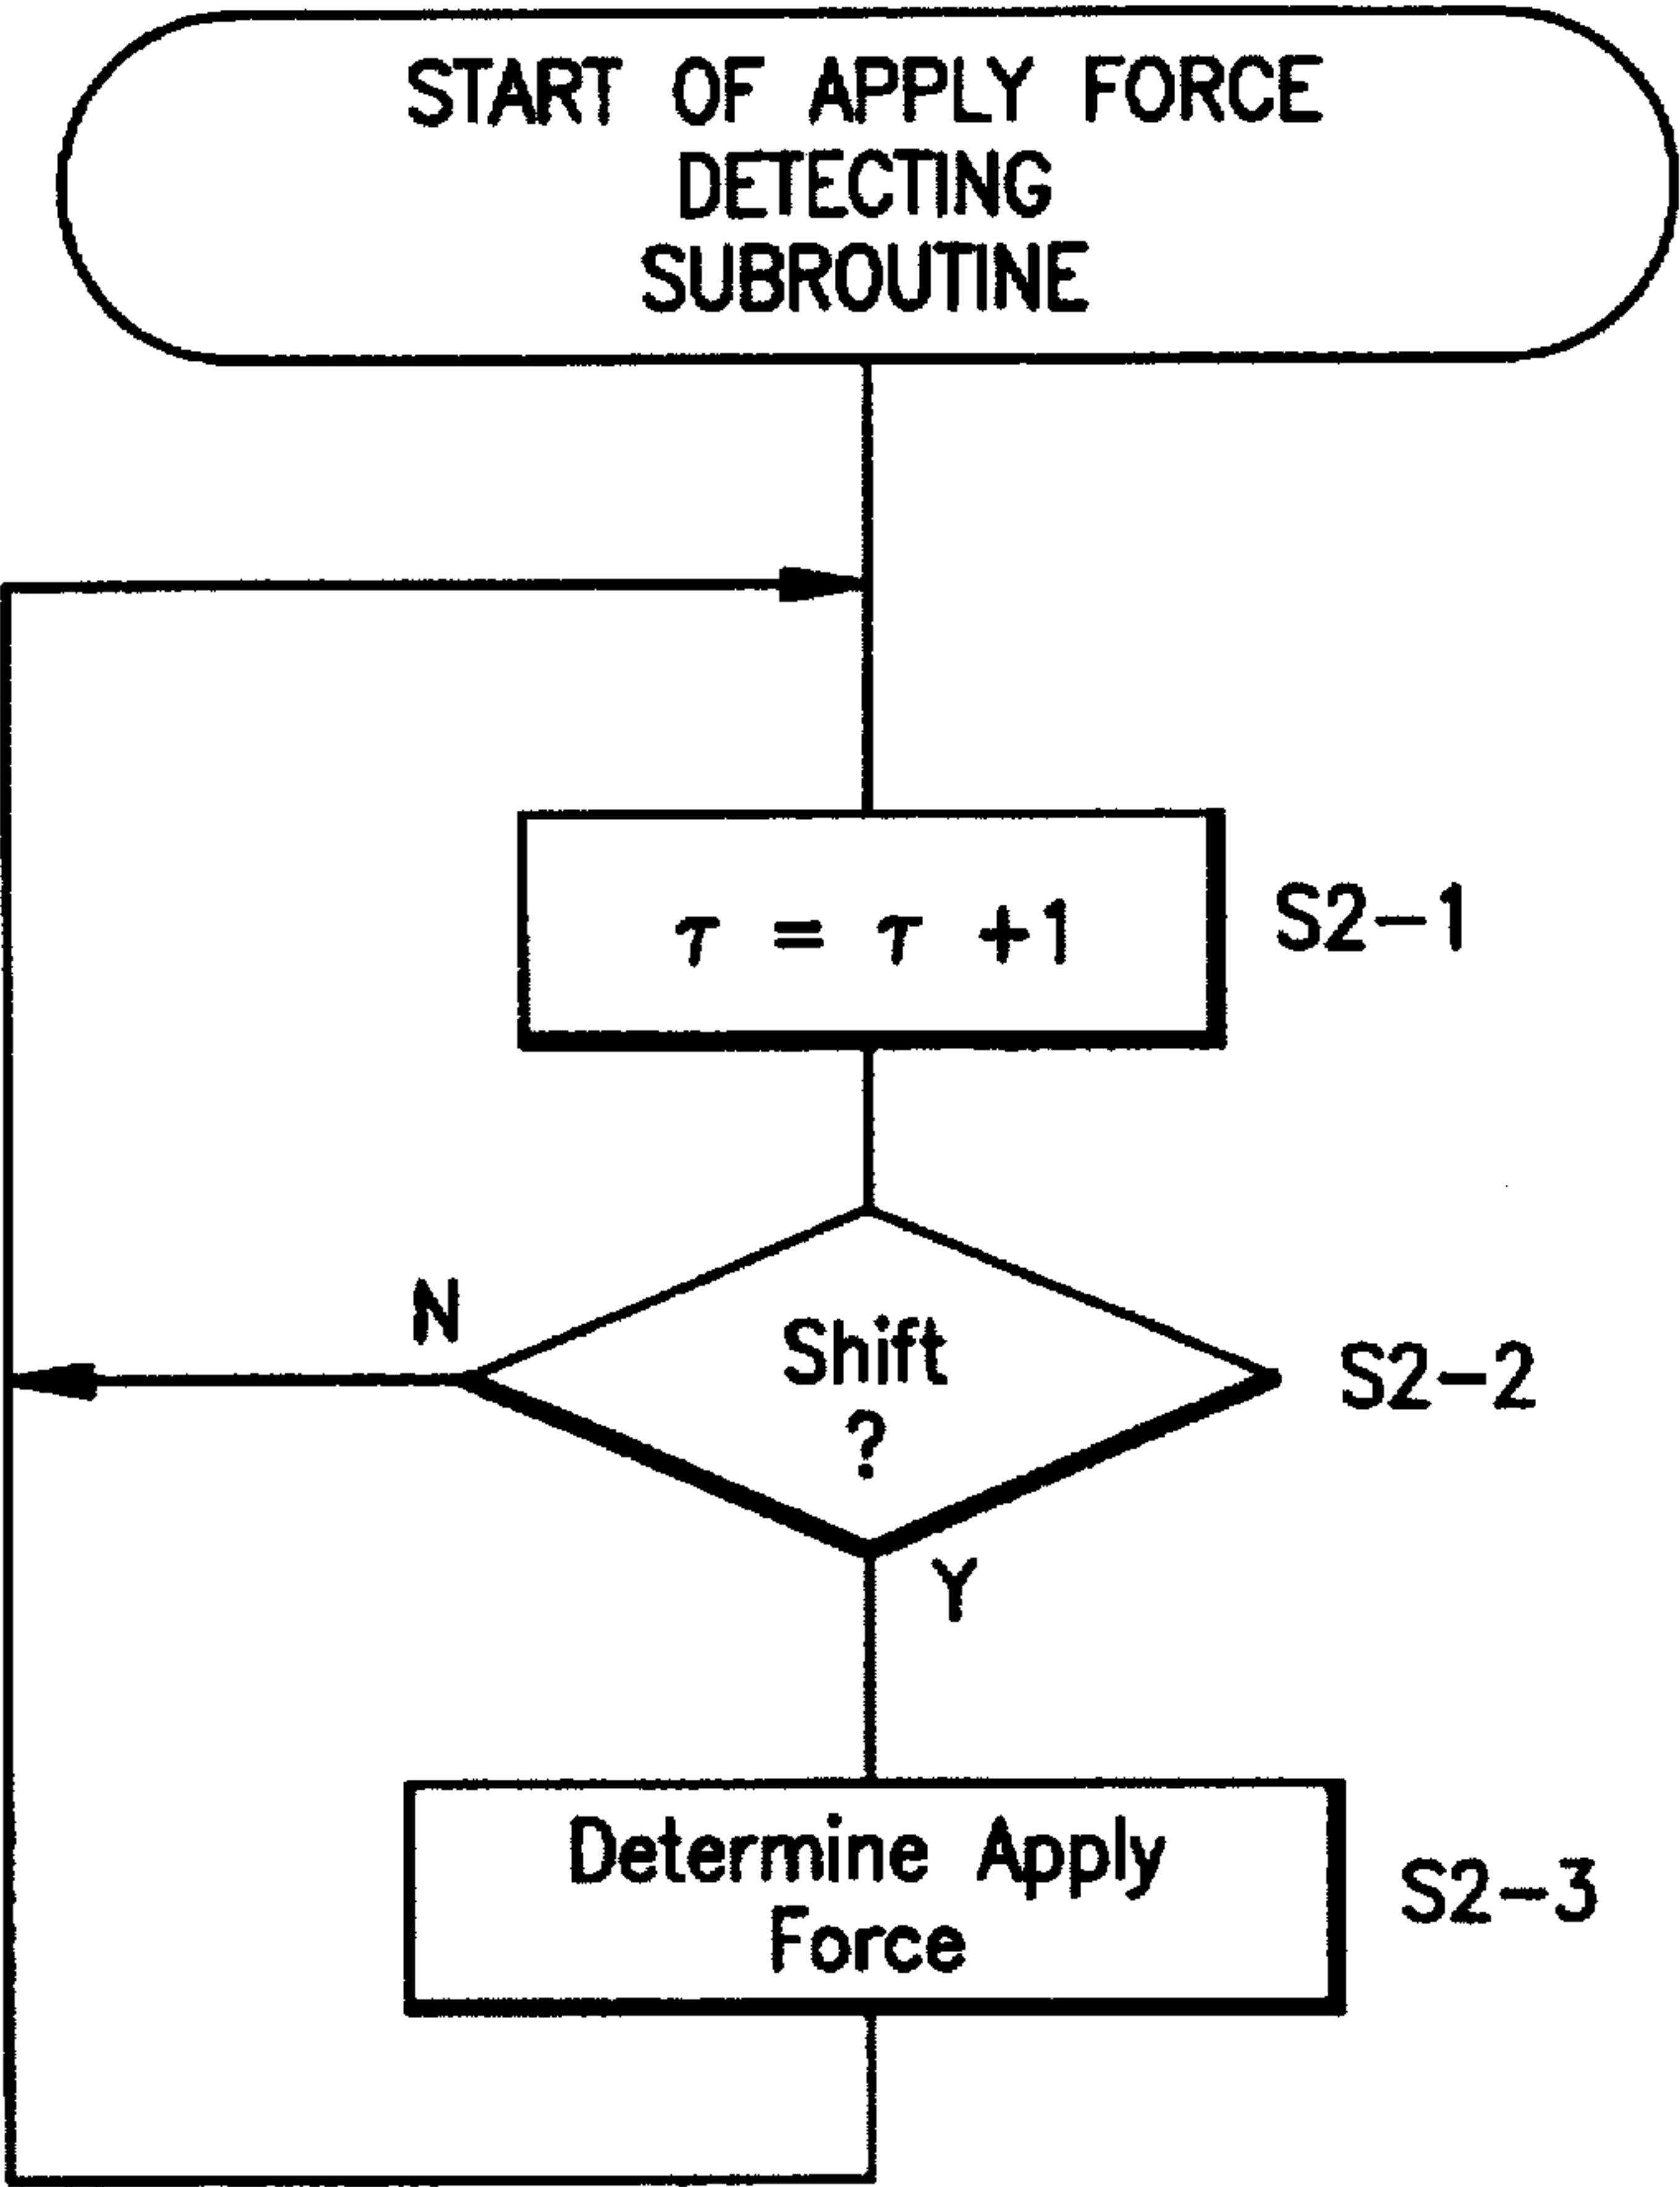 START OF APPLY FORCE
DETECTING
SUBROUTINE
τ = τ +1
S2-1
N
Shift
?
S2-2
Y
Determine Apply
Force
S2-3